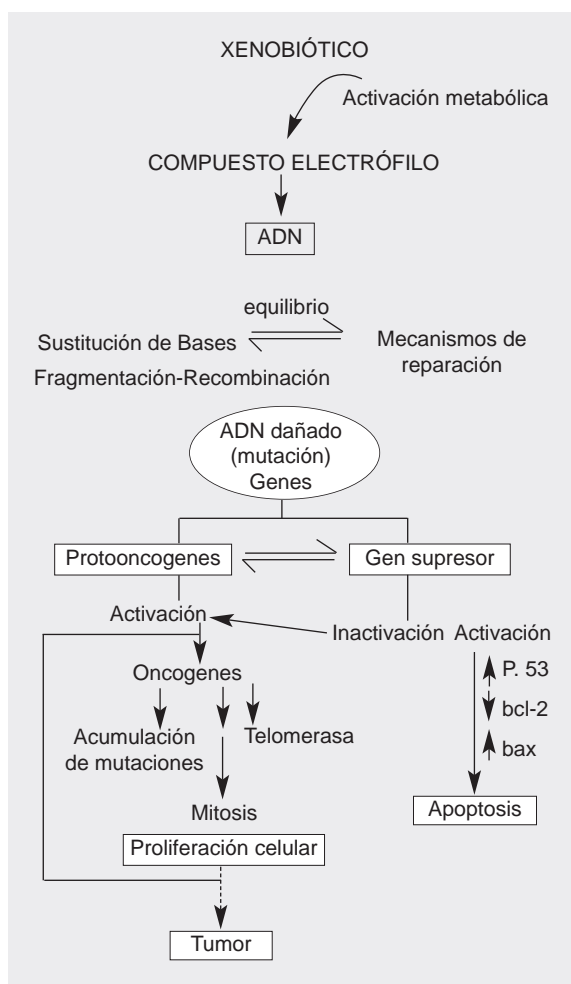 XENOBIÓTICO
Activación metabólica
COMPUESTO ELECTRÓFILO
ADN
equilibrio
Sustitución de Bases
Fragmentación-Recombinación
Mecanismos de
reparación
ADN dañado
(mutación)
Genes
Protooncogenes
Gen supresor
Activación
Inactivación
Activación
P. 53
bcl-2
bax
Apoptosis
Oncogenes
Acumulación
de mutaciones
Telomerasa
Mitosis
Proliferación celular
Tumor